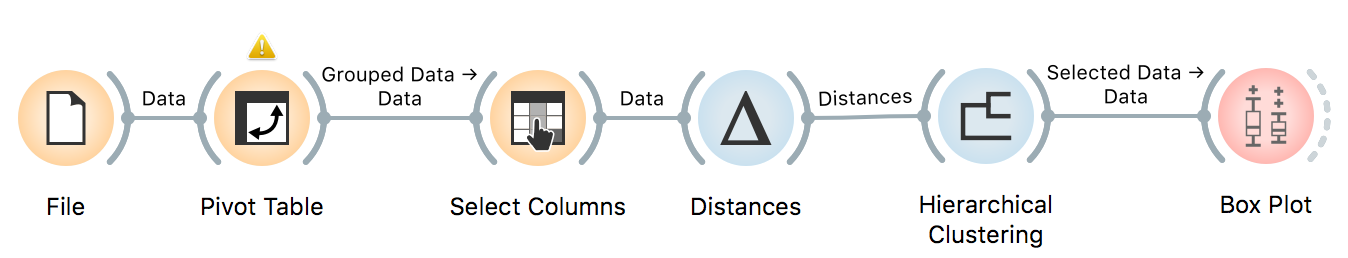 Data
Grouped Data →
Data
Data
Distances
Selected Data →
Data
File
Pivot Table
Select Columns
Distances
Hierarchical
Clustering
Box Plot